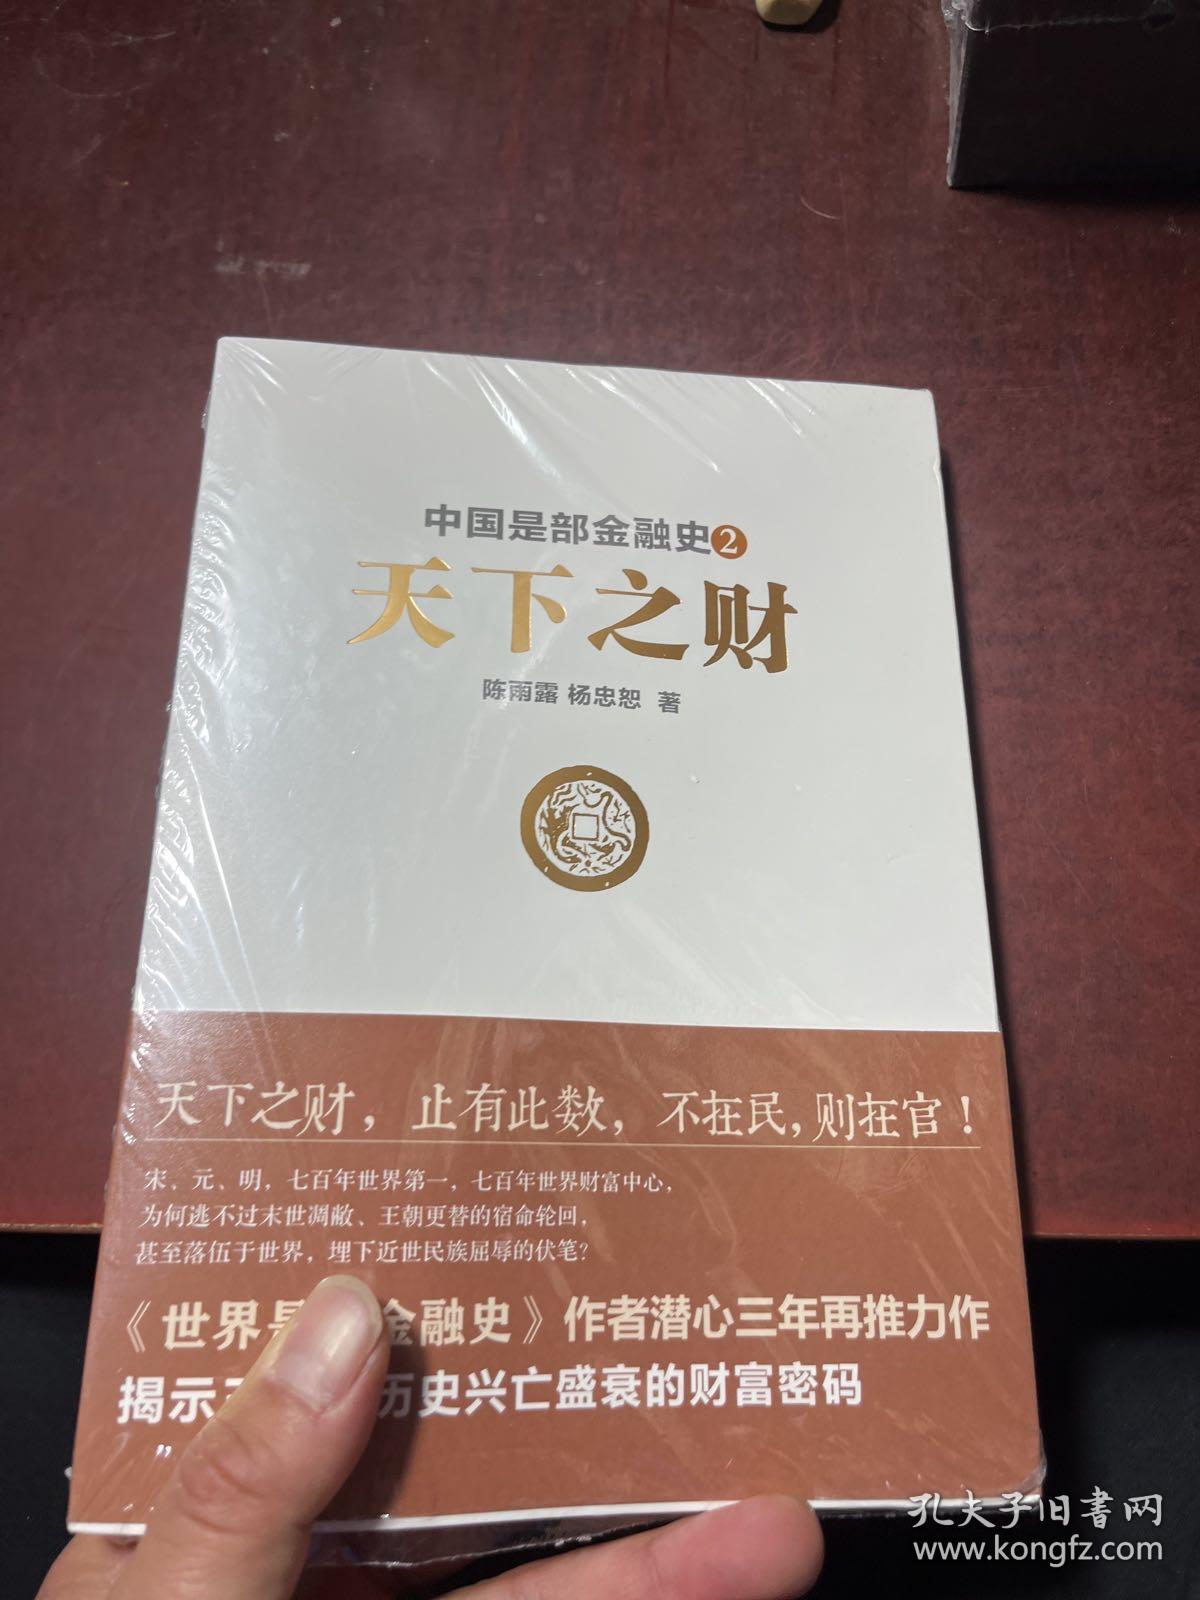 中国是部金融史2
天下之财
陈雨露 杨忠恕 著
天下之财，止有此数，不在民，则在官！
宋、元、明，七百年世界第一，七百年世界财富中心，
为何逃不过末世凋敝、王朝更替的宿命轮回，
甚至落伍于世界，埋下近世民族屈辱的伏笔？
《世界是 金融史》作者潜心三年再推力作
揭示 历史兴亡盛衰的财富密码
孔夫子旧書网
www.kongfz.com